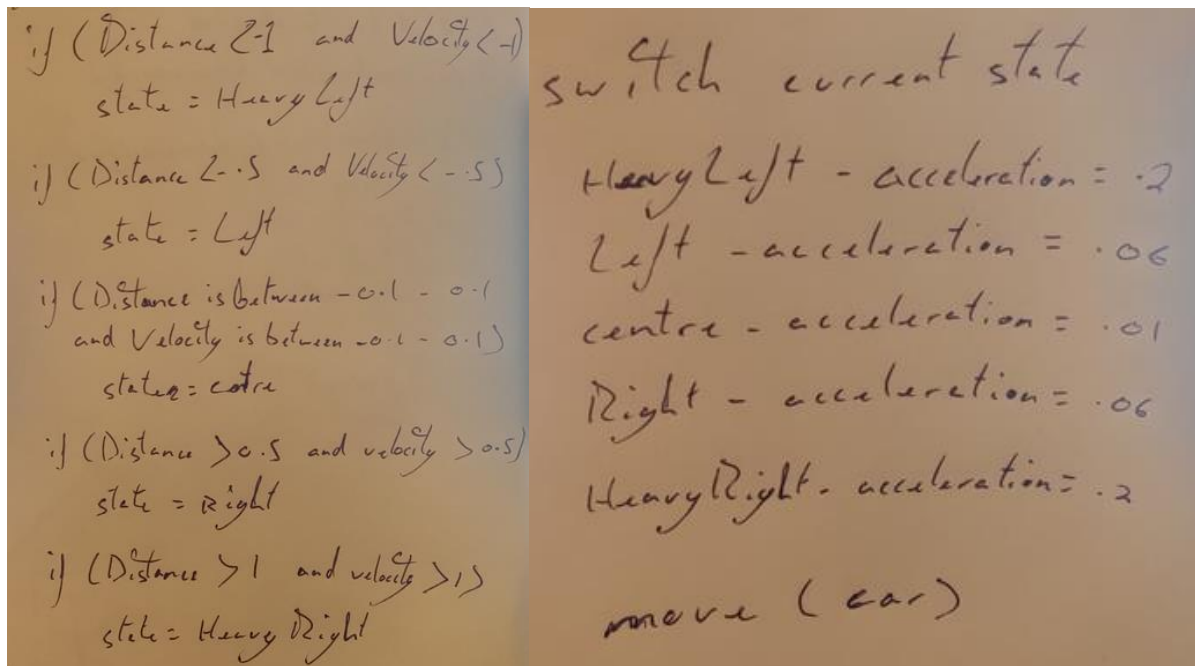 if (Distance <-1 and Velocity < -1)
state = Heavy Left
if (Distance <-.5 and Velocity < -.5)
state = Left
if (Distance is between -0.1 - 0.1
and Velocity is between -0.1 - 0.1)
state = centre
if (Distance >0.5 and velocity >0.5)
state = Right
if (Distance >1 and velocity >1)
state = Heavy Right
switch current state
HeavyLeft - acceleration = .2
Left - acceleration = .06
centre - acceleration = .01
Right - acceleration = .06
HeavyRight - acceleration = .2
move (car)